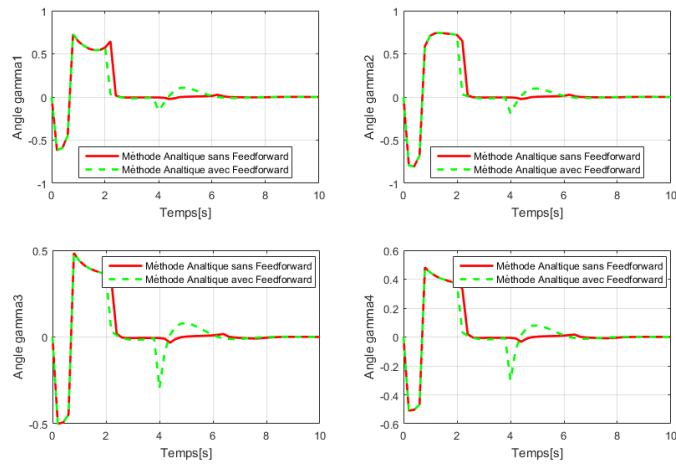 1
0.5
0
-0.5
-1
0 2 4 6 8 10
Angle gamma1
Temps[s]
Méthode Analtique sans Feedforward
Méthode Analtique avec Feedforward
1
0.5
0
-0.5
-1
0 2 4 6 8 10
Angle gamma2
Temps[s]
Méthode Analtique sans Feedforward
Méthode Analtique avec Feedforward
0.5
0
-0.5
0 2 4 6 8 10
Angle gamma3
Temps[s]
Méthode Analtique sans Feedforward
Méthode Analtique avec Feedforward
0.6
0.4
0.2
0
-0.2
-0.4
-0.6
0 2 4 6 8 10
Angle gamma4
Temps[s]
Méthode Analtique sans Feedforward
Méthode Analtique avec Feedforward